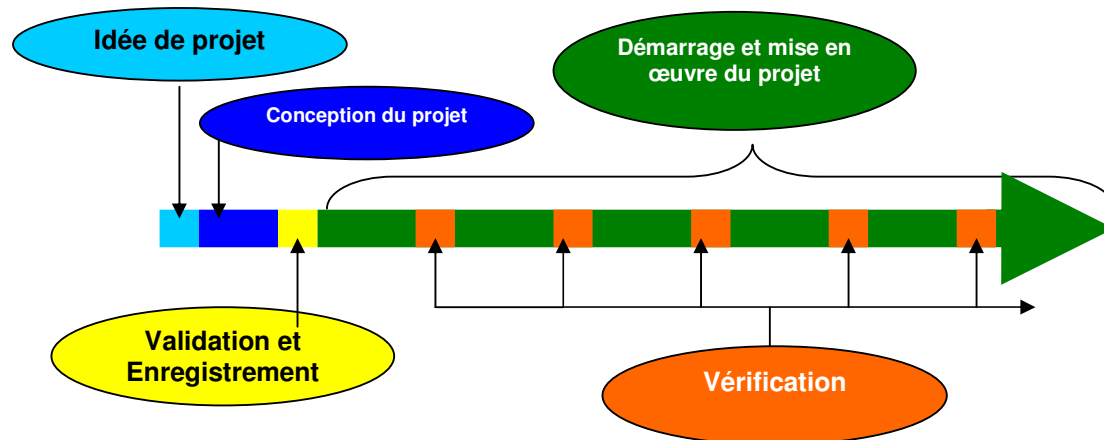 Idée de projet
Démarrage et mise en
œuvre du projet
Conception du projet
Validation et
Enregistrement
Vérification